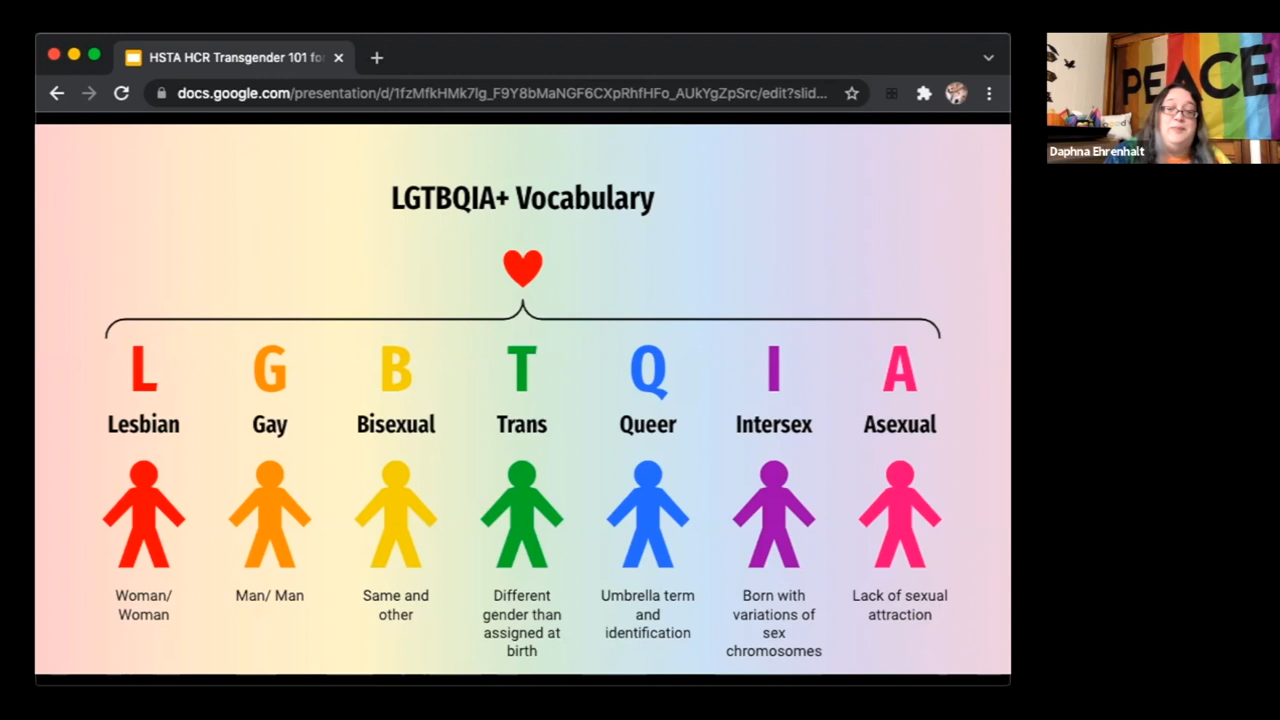 HSTA HCR Transgender 101 fo
docs.google.com/presentation/d/1fzMfkHMk7lg_F9Y8bMaNGF6CXpRhfHFo_AUkYgZpSrc/edit?slid...
PEACE
Daphna Ehrenhalt
LGTBQIA+ Vocabulary
L G B T Q I A
Lesbian Gay Bisexual Trans Queer Intersex Asexual
Woman/
Woman
Man/ Man
Same and
other
Different
gender than
assigned at
birth
Umbrella term
and
identification
Born with
variations of
sex
chromosomes
Lack of sexual
attraction